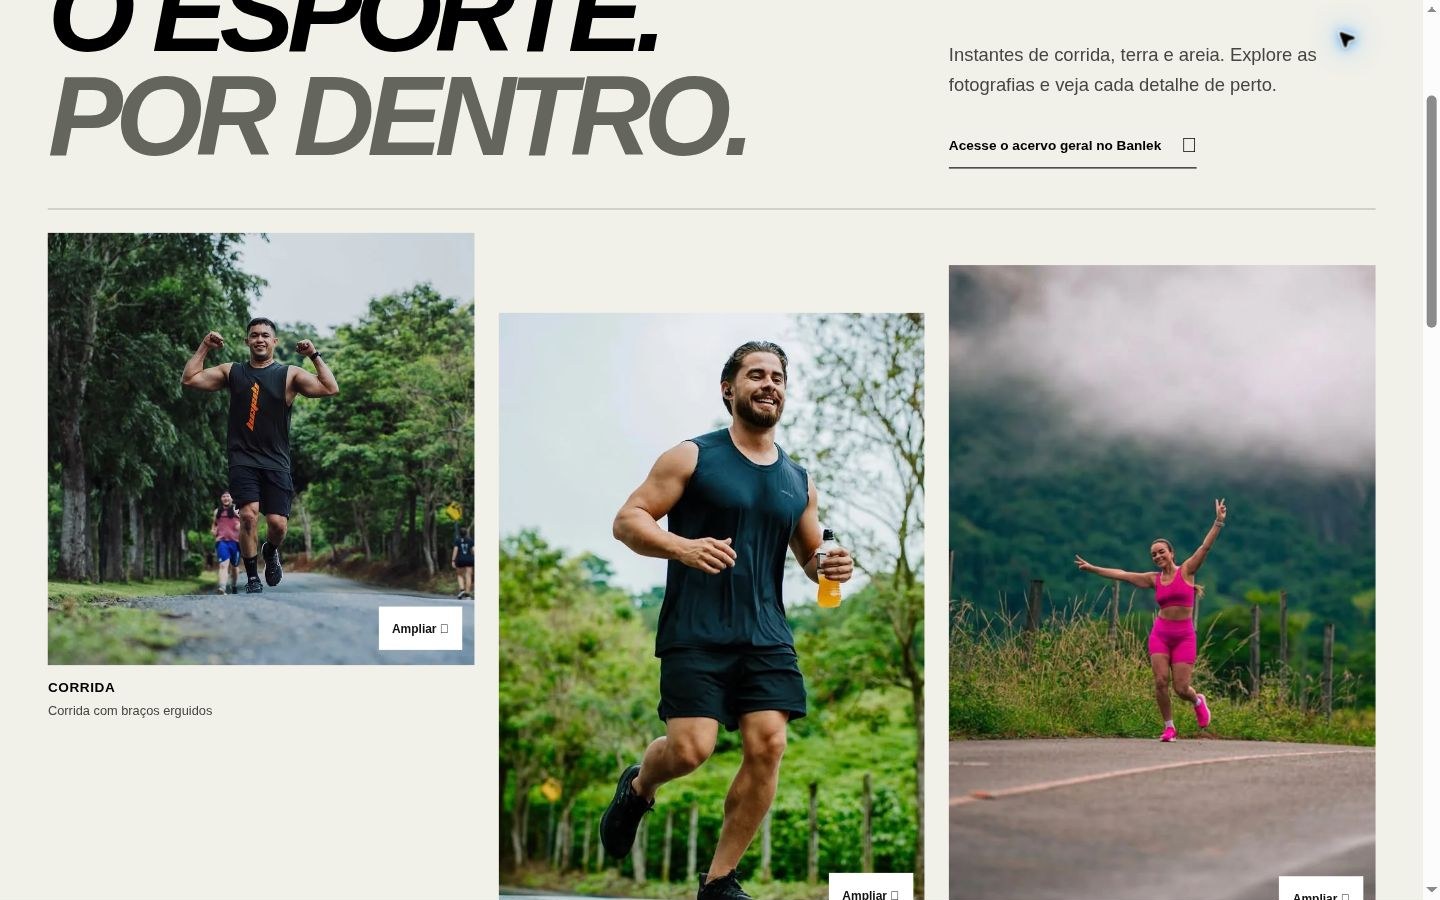 O ESPORTE.
POR DENTRO.
Instantes de corrida, terra e areia. Explore as
fotografias e veja cada detalhe de perto.
Acesse o acervo geral no Banlek
Ampliar
CORRIDA
Corrida com braços erguidos
Ampliar
Ampliar